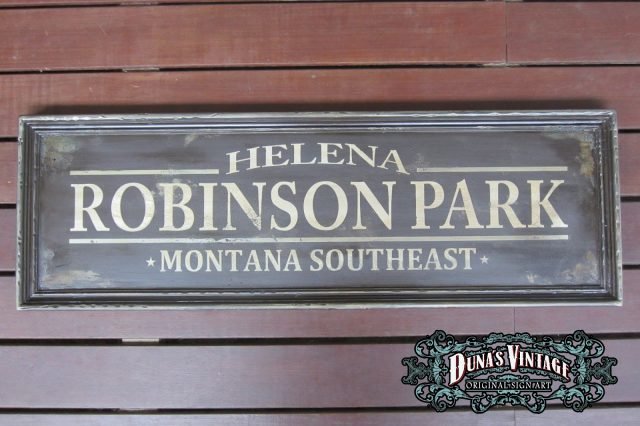 HELENA
ROBINSON PARK
★MONTANA SOUTHEAST★
DUNA'S VINTAGE
ORIGINAL SIGN ART